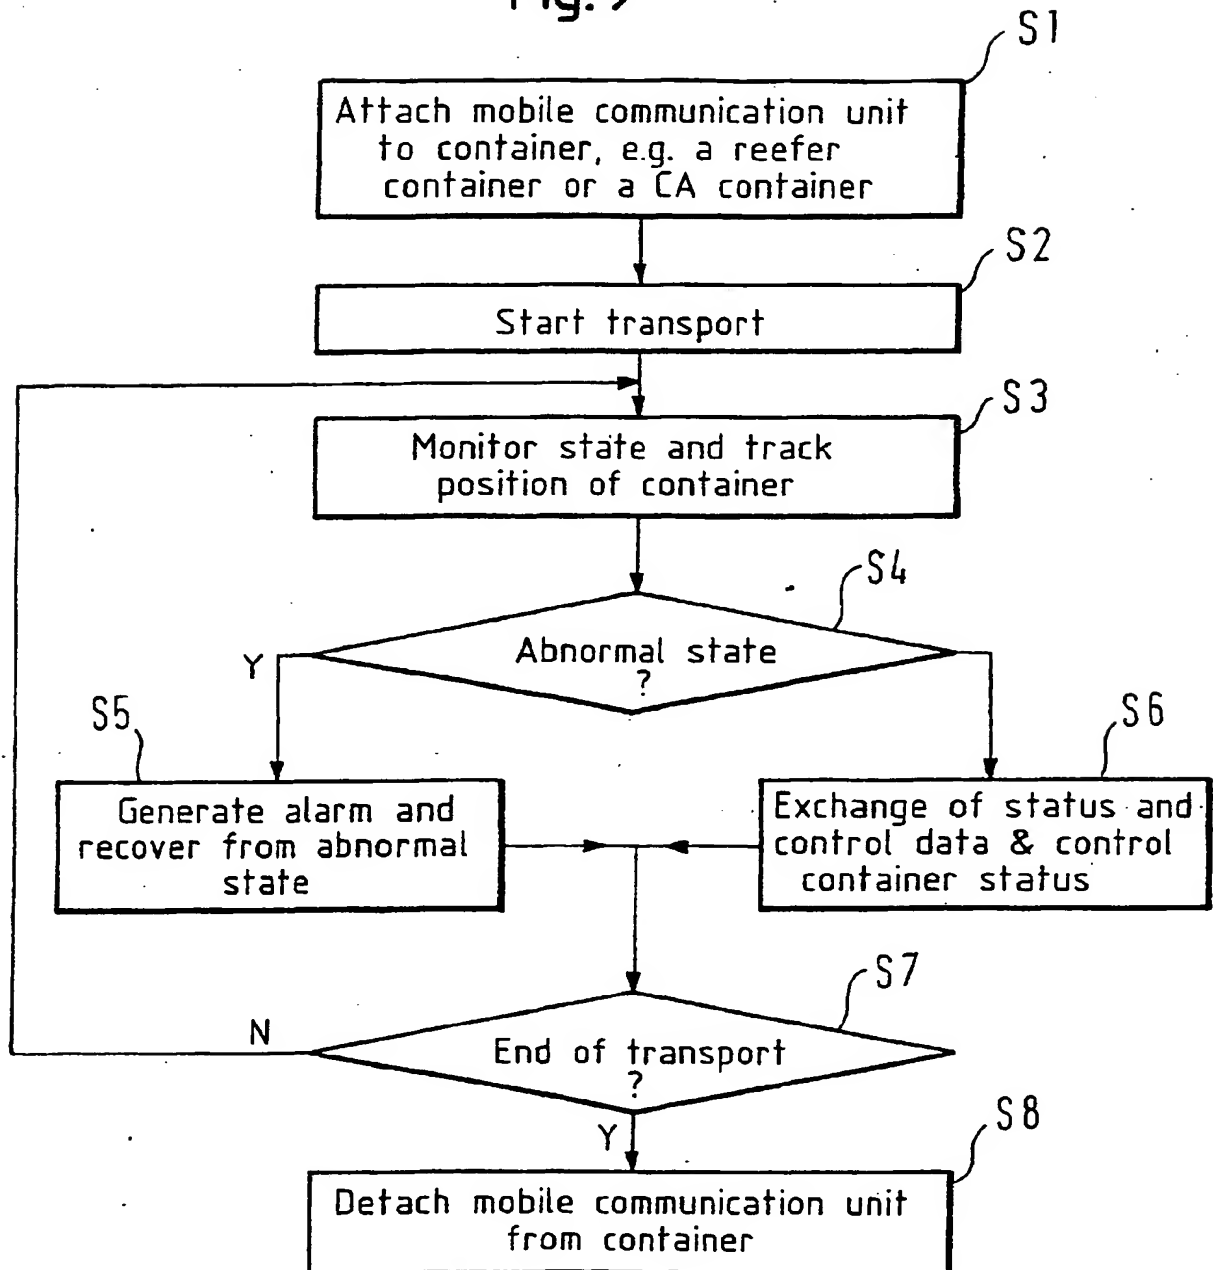 S1
Attach mobile communication unit
to container, e.g. a reefer
container or a CA container
S2
Start transport
S3
Monitor state and track
position of container
S4
Abnormal state
?
Y
S5
Generate alarm and
recover from abnormal
state
S6
Exchange of status and
control data & control
container status
S7
End of transport
?
N
Y
S8
Detach mobile communication unit
from container